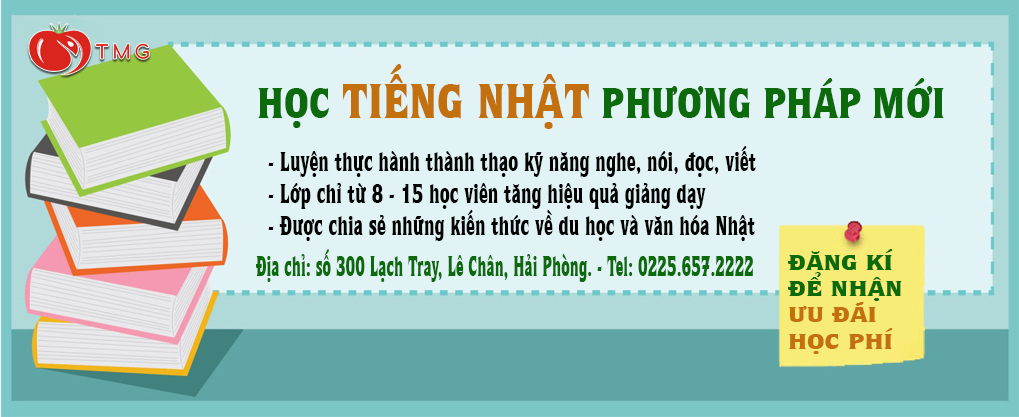 TMG
HỌC TIẾNG NHẬT PHƯƠNG PHÁP MỚI
- Luyện thực hành thành thạo kỹ năng nghe, nói, đọc, viết
- Lớp chỉ từ 8 - 15 học viên tăng hiệu quả giảng dạy
- Được chia sẻ những kiến thức về du học và văn hóa Nhật
Địa chỉ: số 300 Lạch Tray, Lê Chân, Hải Phòng. - Tel: 0225.657.2222
ĐĂNG KÍ
ĐỂ NHẬN
ƯU ĐÁI
HỌC PHÍ